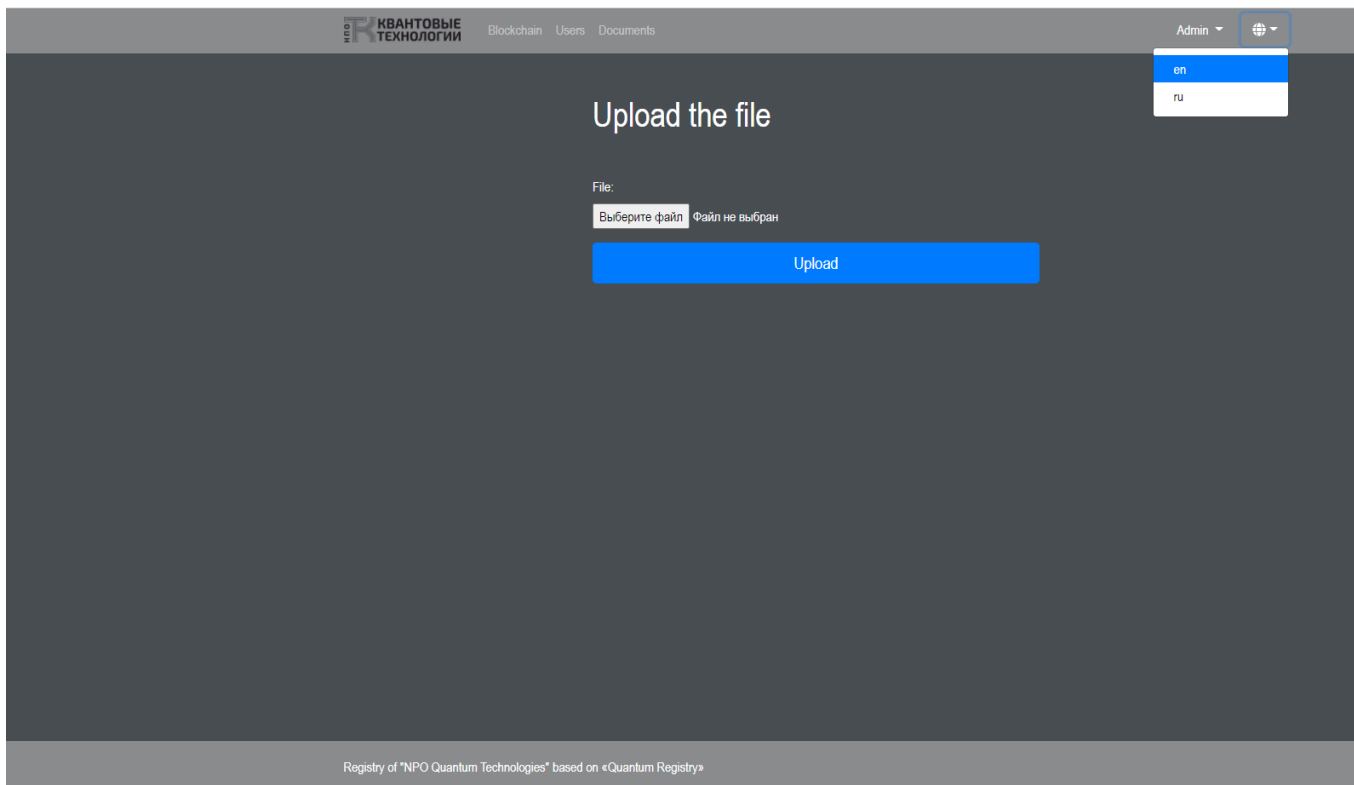 НПО КВАНТОВЫЕ ТЕХНОЛОГИИ
Blockchain Users Documents
Admin
en
ru
Upload the file
File:
Выберите файл Файл не выбран
Upload
Registry of "NPO Quantum Technologies" based on «Quantum Registry»